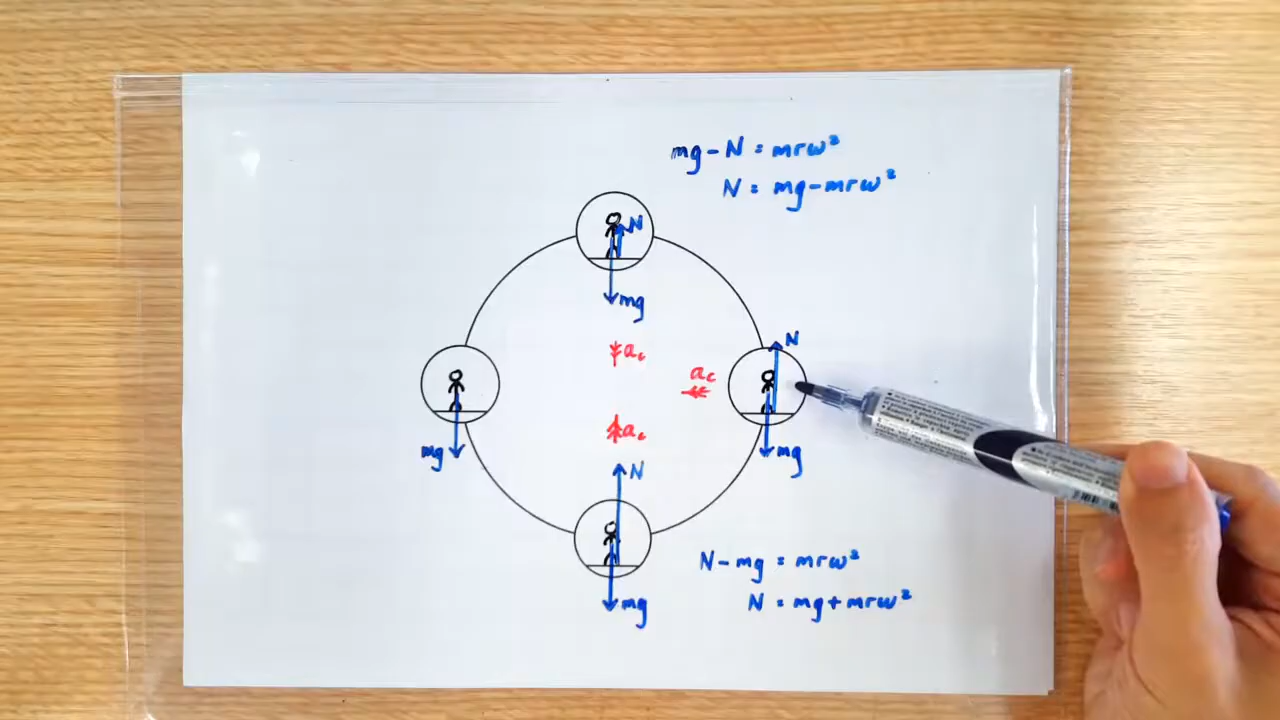 mg - N = mrω²
N = mg - mrω²
N
mg
N
ac
ac
mg
mg
ac
N
mg
N - mg = mrω²
N = mg + mrω²